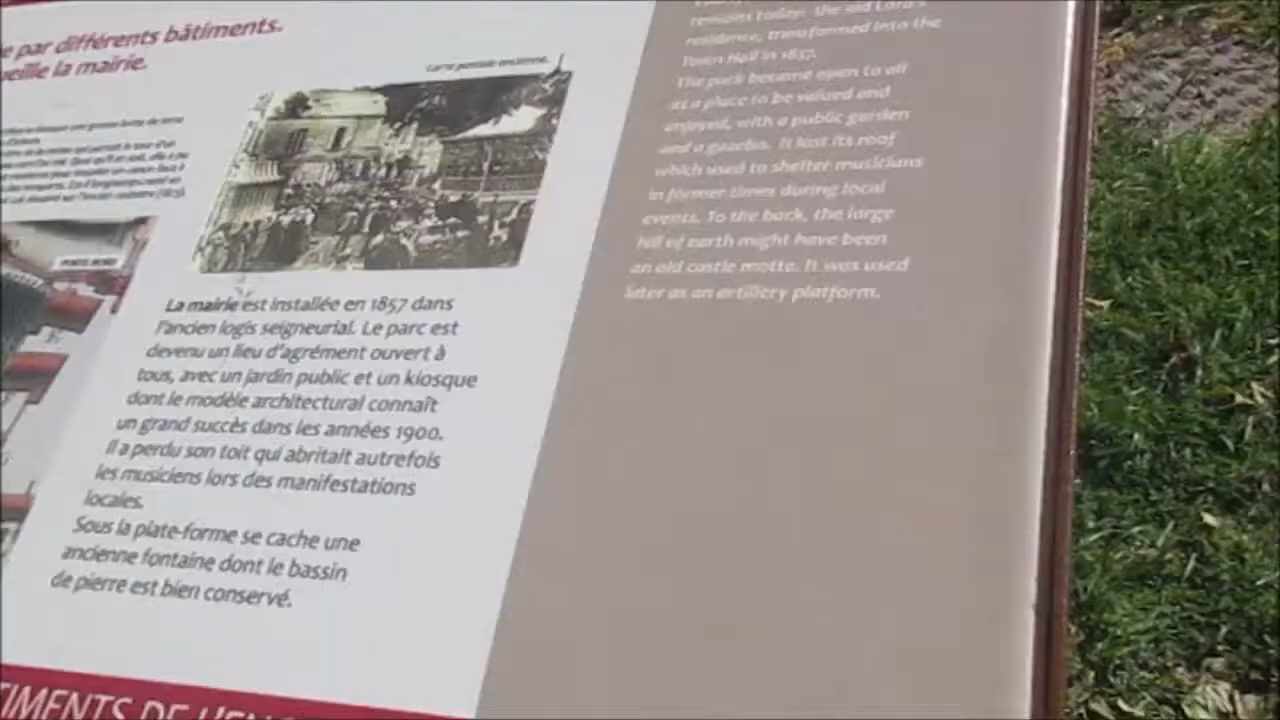 e par différents bâtiments.
ueille la mairie.
Carte postale ancienne.
La mairie est installée en 1857 dans
l'ancien logis seigneurial. Le parc est
devenu un lieu d'agrément ouvert à
tous, avec un jardin public et un kiosque
dont le modèle architectural connaît
un grand succès dans les années 1900.
Il a perdu son toit qui abritait autrefois
les musiciens lors des manifestations
locales.
Sous la plate-forme se cache une
ancienne fontaine dont le bassin
de pierre est bien conservé.
TIMENTS DE L'ENC
remains today: the old Lord's
residence, transformed into the
Town Hall in 1857.
The park became open to all
as a place to be valued and
enjoyed, with a public garden
and a gazebo. It lost its roof
which used to shelter musicians
in former times during local
events. To the back, the large
hill of earth might have been
an old castle motte. It was used
later as an artillery platform.